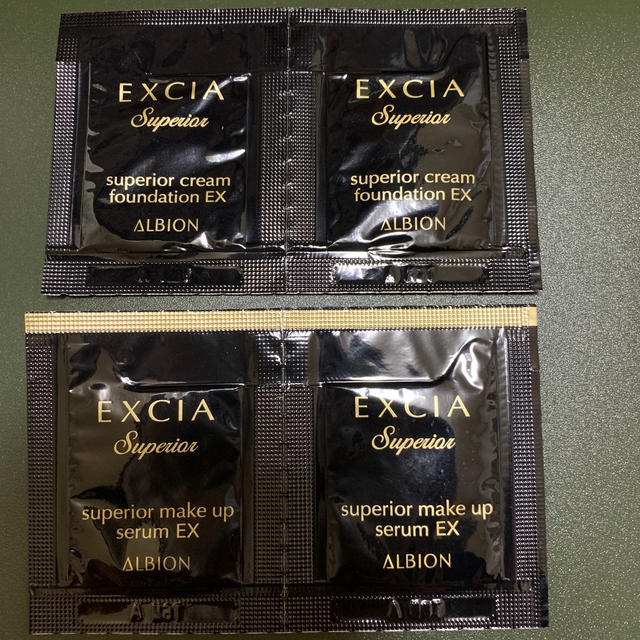 EXCIA
Superior
superior cream
foundation EX
ALBION
EXCIA
Superior
superior cream
foundation EX
ALBION
EXCIA
Superior
superior make up
serum EX
ALBION
EXCIA
Superior
superior make up
serum EX
ALBION